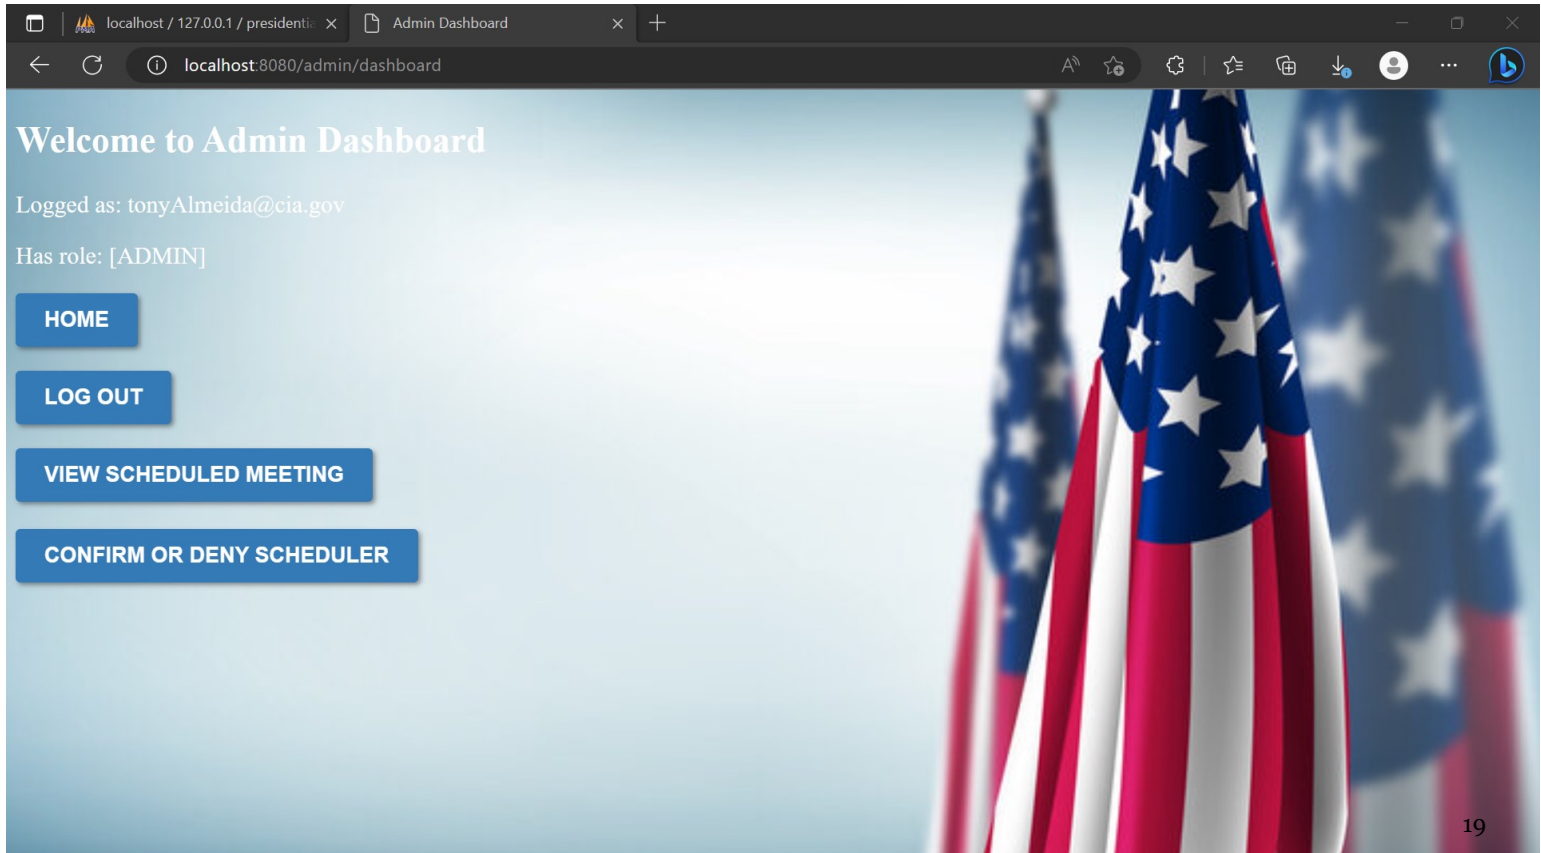 localhost / 127.0.0.1 / presidentia
Admin Dashboard
localhost:8080/admin/dashboard
Welcome to Admin Dashboard
Logged as: tonyAlmeida@cia.gov
Has role: [ADMIN]
HOME
LOG OUT
VIEW SCHEDULED MEETING
CONFIRM OR DENY SCHEDULER
19